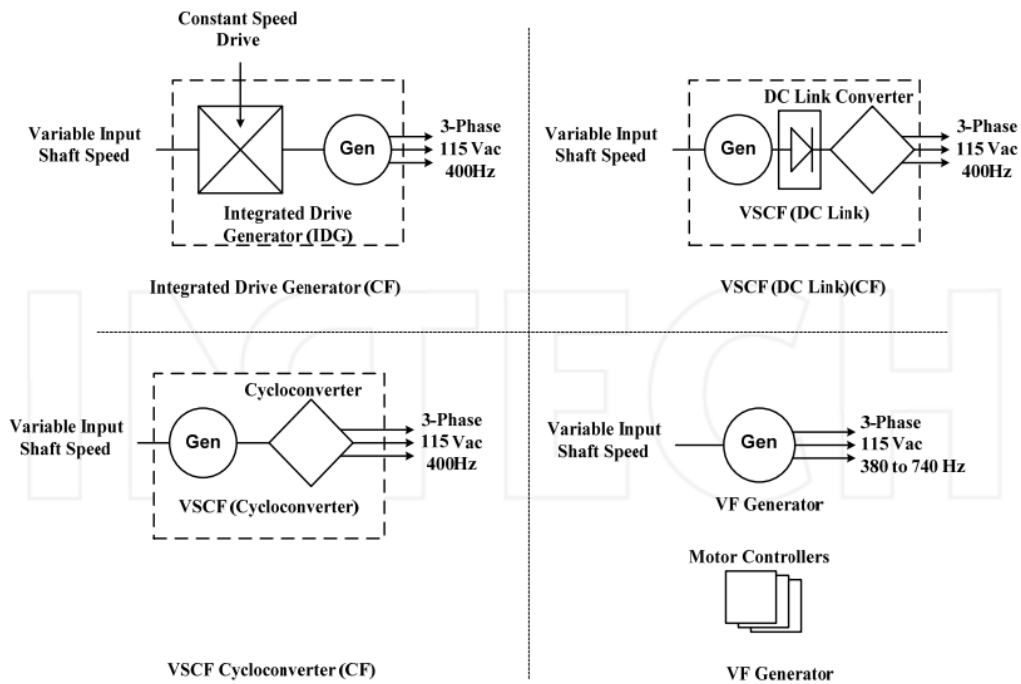 Constant Speed
Drive
Variable Input
Shaft Speed
Gen
3-Phase
115 Vac
400Hz
Integrated Drive
Generator (IDG)
Integrated Drive Generator (CF)
DC Link Converter
Variable Input
Shaft Speed
Gen
3-Phase
115 Vac
400Hz
VSCF (DC Link)
VSCF (DC Link)(CF)
Cycloconverter
Variable Input
Shaft Speed
Gen
3-Phase
115 Vac
400Hz
VSCF (Cycloconverter)
VSCF Cycloconverter (CF)
Variable Input
Shaft Speed
Gen
3-Phase
115 Vac
380 to 740 Hz
VF Generator
Motor Controllers
VF Generator
INTECH